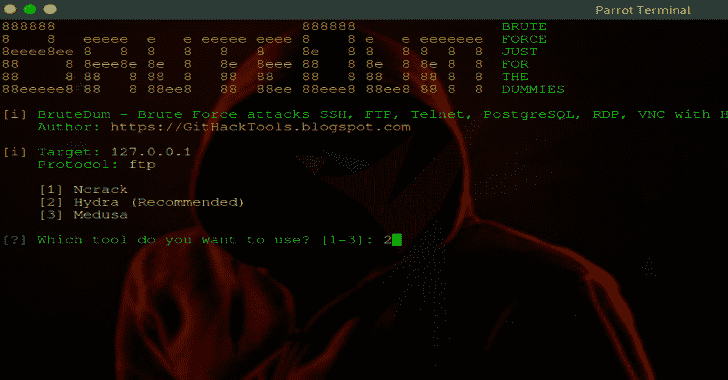 Parrot Terminal
888888                              888888                    BRUTE
8     8  eeeee  e   e eeeee eeee 8     8 e   e eeeeeee    FORCE
8eeee8ee 8   8  8   8   8   8    8e    8 8   8 8  8  8    JUST
88     8 8eee8e 8e  8   8e  8eee 88    8 8e  8 8e 8  8    FOR
88     8 88   8 88  8   88  88   88    8 88  8 88 8  8    THE
88eeeee8 88   8 88ee8   88  88ee 88eee8 88ee8 88 8  8    DUMMIES
[i] BruteDum - Brute Force attacks SSH, FTP, Telnet, PostgreSQL, RDP, VNC with H
Author: https://GitHackTools.blogspot.com
[i] Target: 127.0.0.1
Protocol: ftp
[1] Ncrack
[2] Hydra (Recommended)
[3] Medusa
[?] Which tool do you want to use? [1-3]: 2